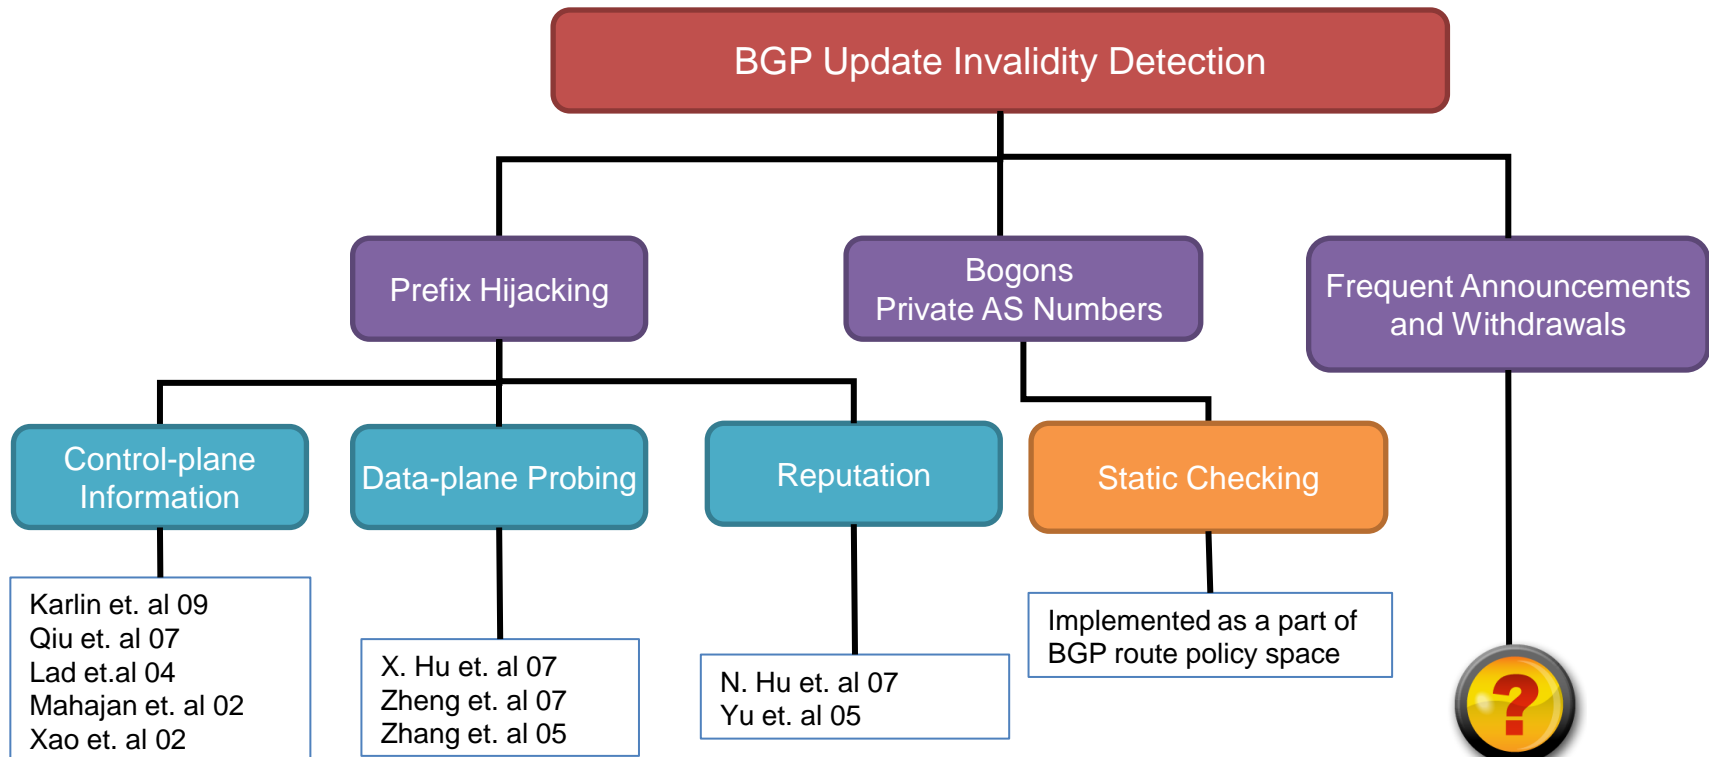 BGP Update Invalidity Detection
Prefix Hijacking
Bogons
Private AS Numbers
Frequent Announcements
and Withdrawals
Control-plane
Information
Data-plane Probing
Reputation
Static Checking
Karlin et. al 09
Qiu et. al 07
Lad et.al 04
Mahajan et. al 02
Xao et. al 02
X. Hu et. al 07
Zheng et. al 07
Zhang et. al 05
N. Hu et. al 07
Yu et. al 05
Implemented as a part of
BGP route policy space
?